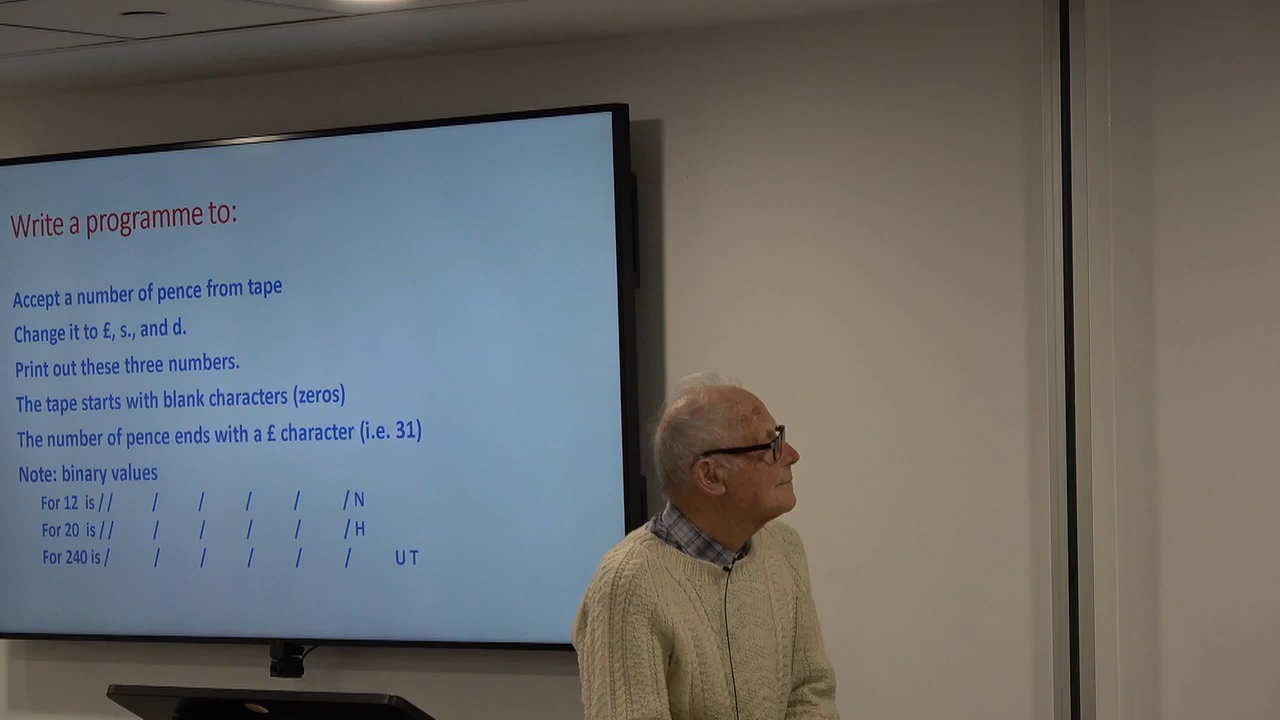 Write a programme to:
Accept a number of pence from tape
Change it to £, s., and d.
Print out these three numbers.
The tape starts with blank characters (zeros)
The number of pence ends with a £ character (i.e. 31)
Note: binary values
For 12 is // / / / / /N
For 20 is // / / / / /H
For 240 is / / / / / / UT